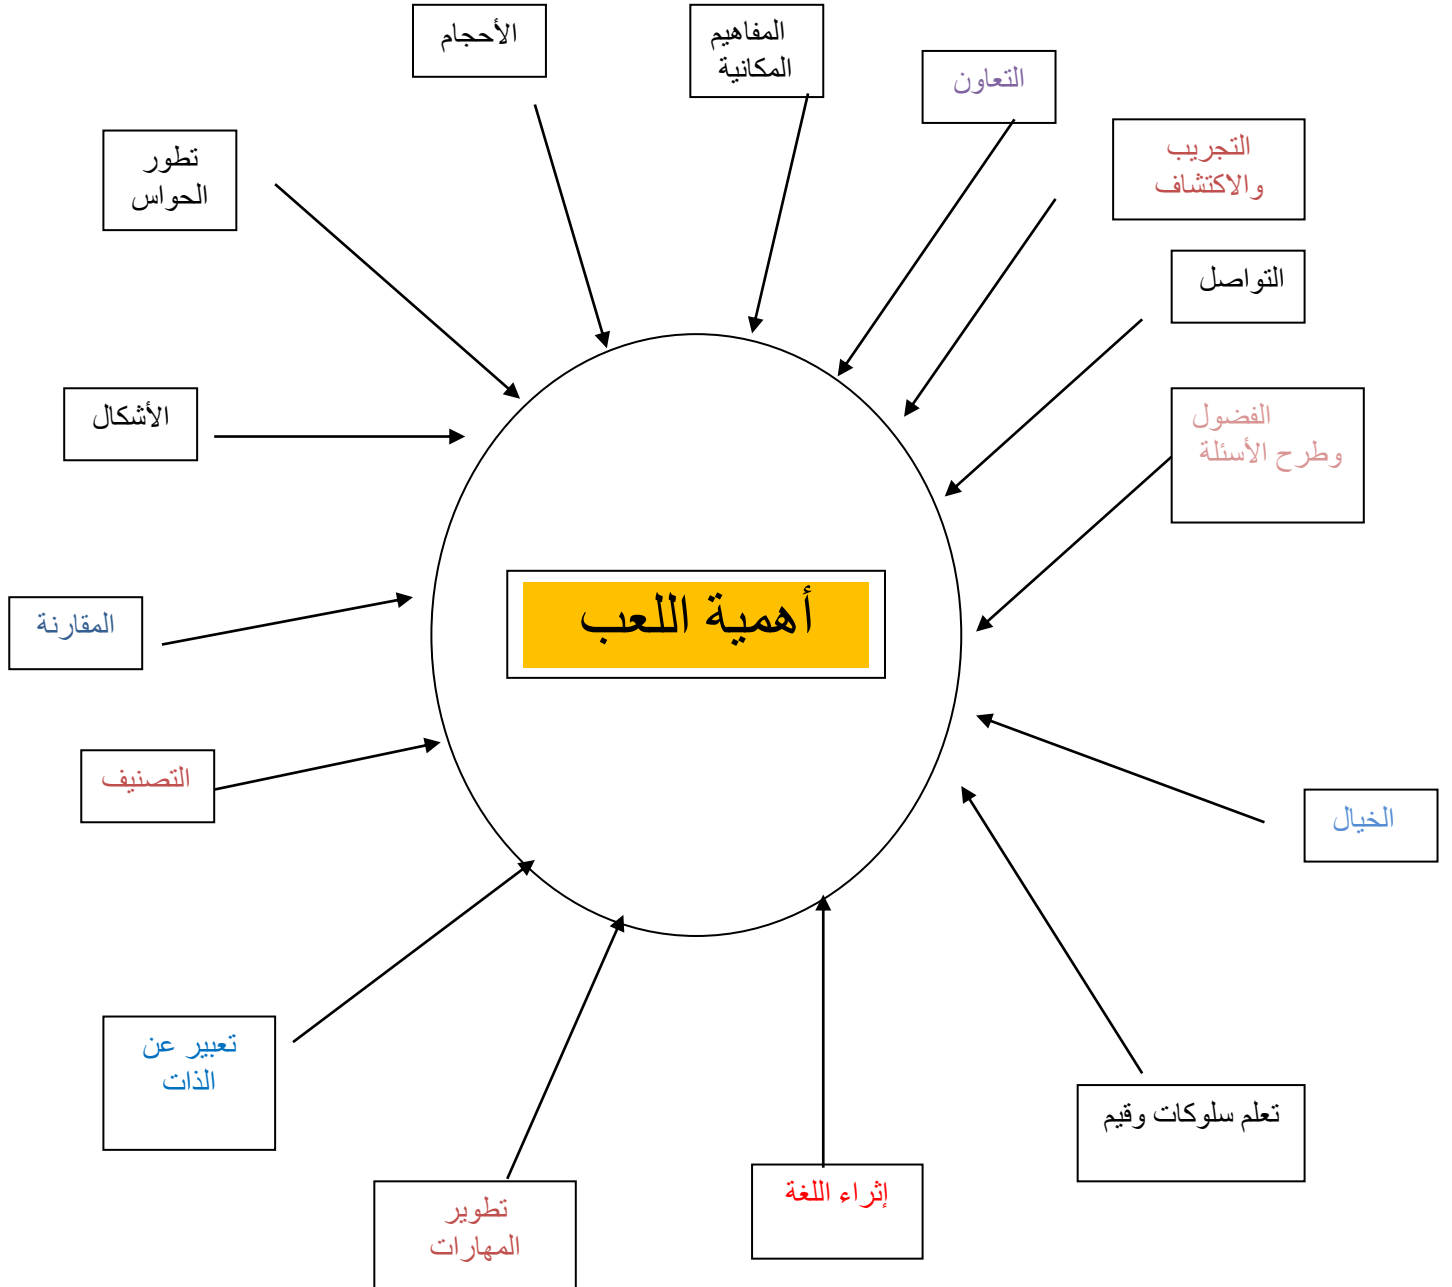 الأحجام
المفاهيم
المكانية
التعاون
التجريب
والاكتشاف
تطور
الحواس
التواصل
الأشكال
الفضول
وطرح الأسئلة
أهمية اللعب
المقارنة
التصنيف
الخيال
تعبير عن
الذات
تعلم سلوكات وقيم
إثراء اللغة
تطوير
المهارات